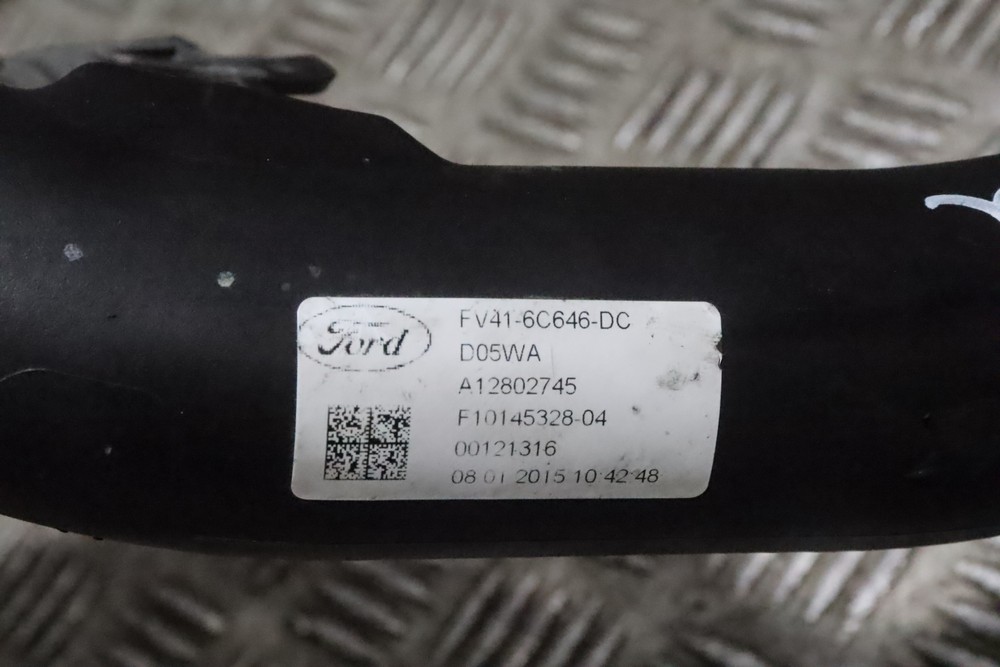 Ford
FV41-6C646-DC
D05WA
A12802745
F10145328-04
00121316
08 01 2015 10 42 48